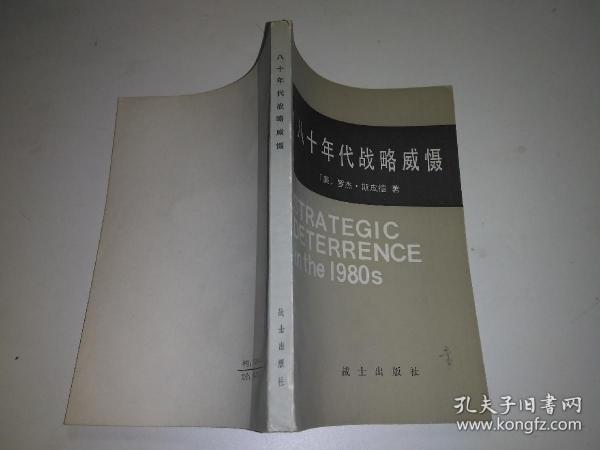 八十年代战略威慑
战士出版社
八十年代战略威慑
〔美〕罗杰·斯皮德 著
STRATEGIC
DETERRENCE
in the 1980s
战士出版社
孔夫子旧书网
www.kongfz.com